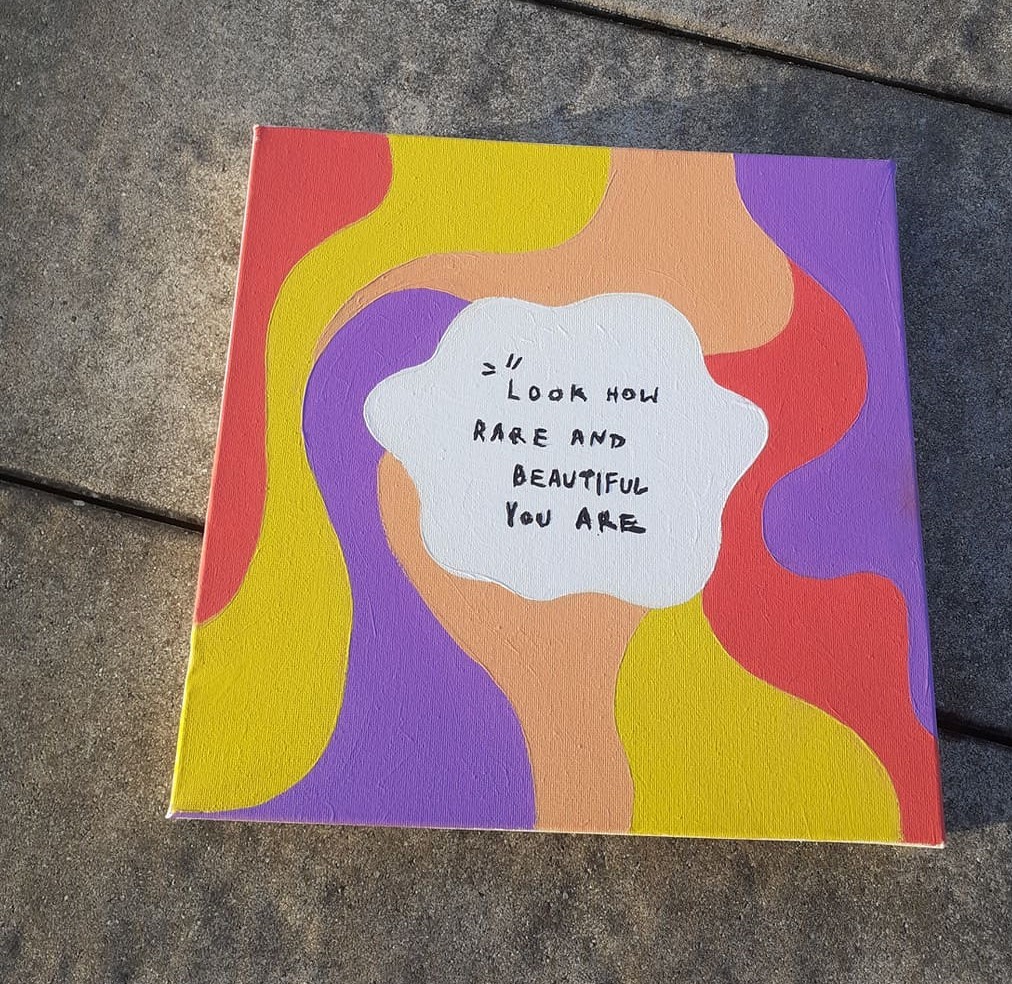 "LOOK HOW
RARE AND
BEAUTIFUL
YOU ARE